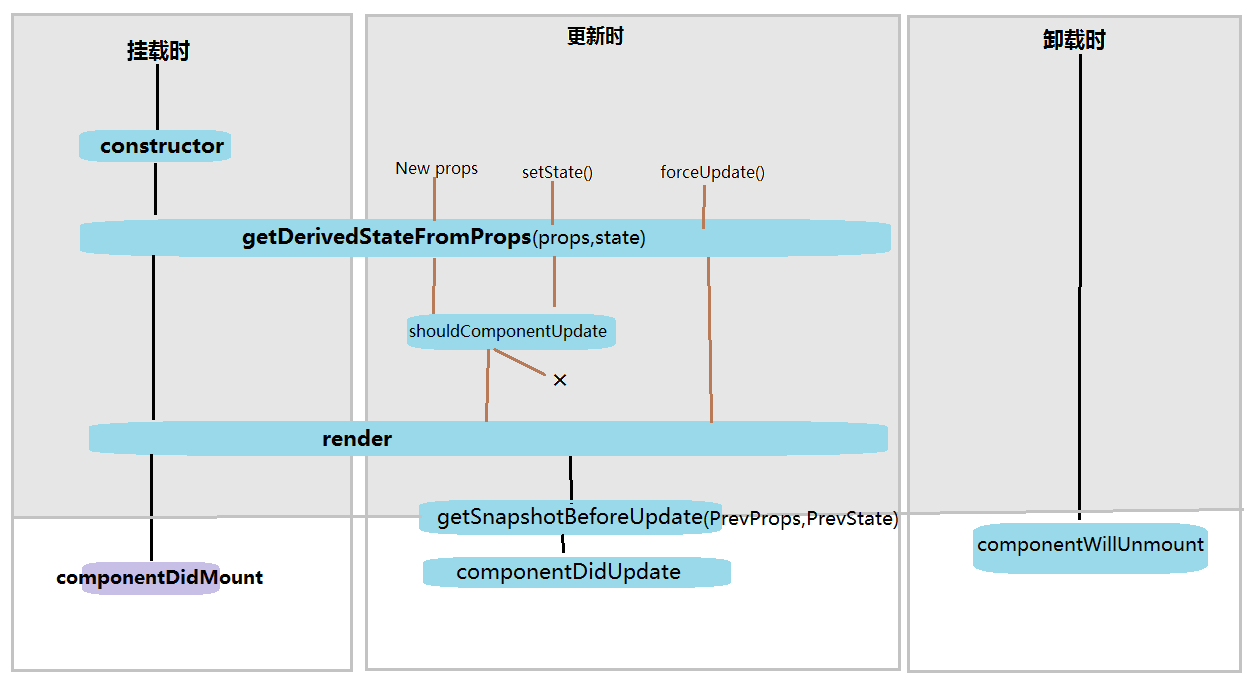 挂载时
更新时
卸载时
constructor
New props
setState()
forceUpdate()
getDerivedStateFromProps(props,state)
shouldComponentUpdate
×
render
getSnapshotBeforeUpdate(PrevProps,PrevState)
componentWillUnmount
componentDidMount
componentDidUpdate